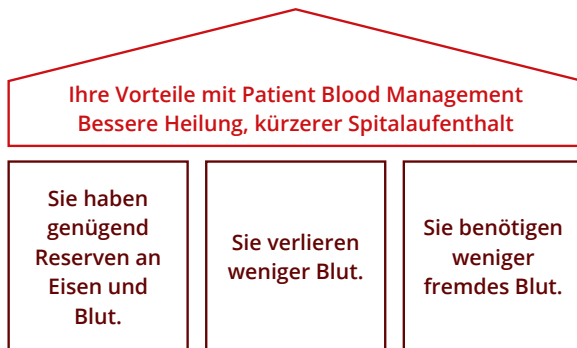 Ihre Vorteile mit Patient Blood Management
Bessere Heilung, kürzerer Spitalaufenthalt
Sie haben
genügend
Reserven an
Eisen und
Blut.
Sie verlieren
weniger Blut.
Sie benötigen
weniger
fremdes Blut.